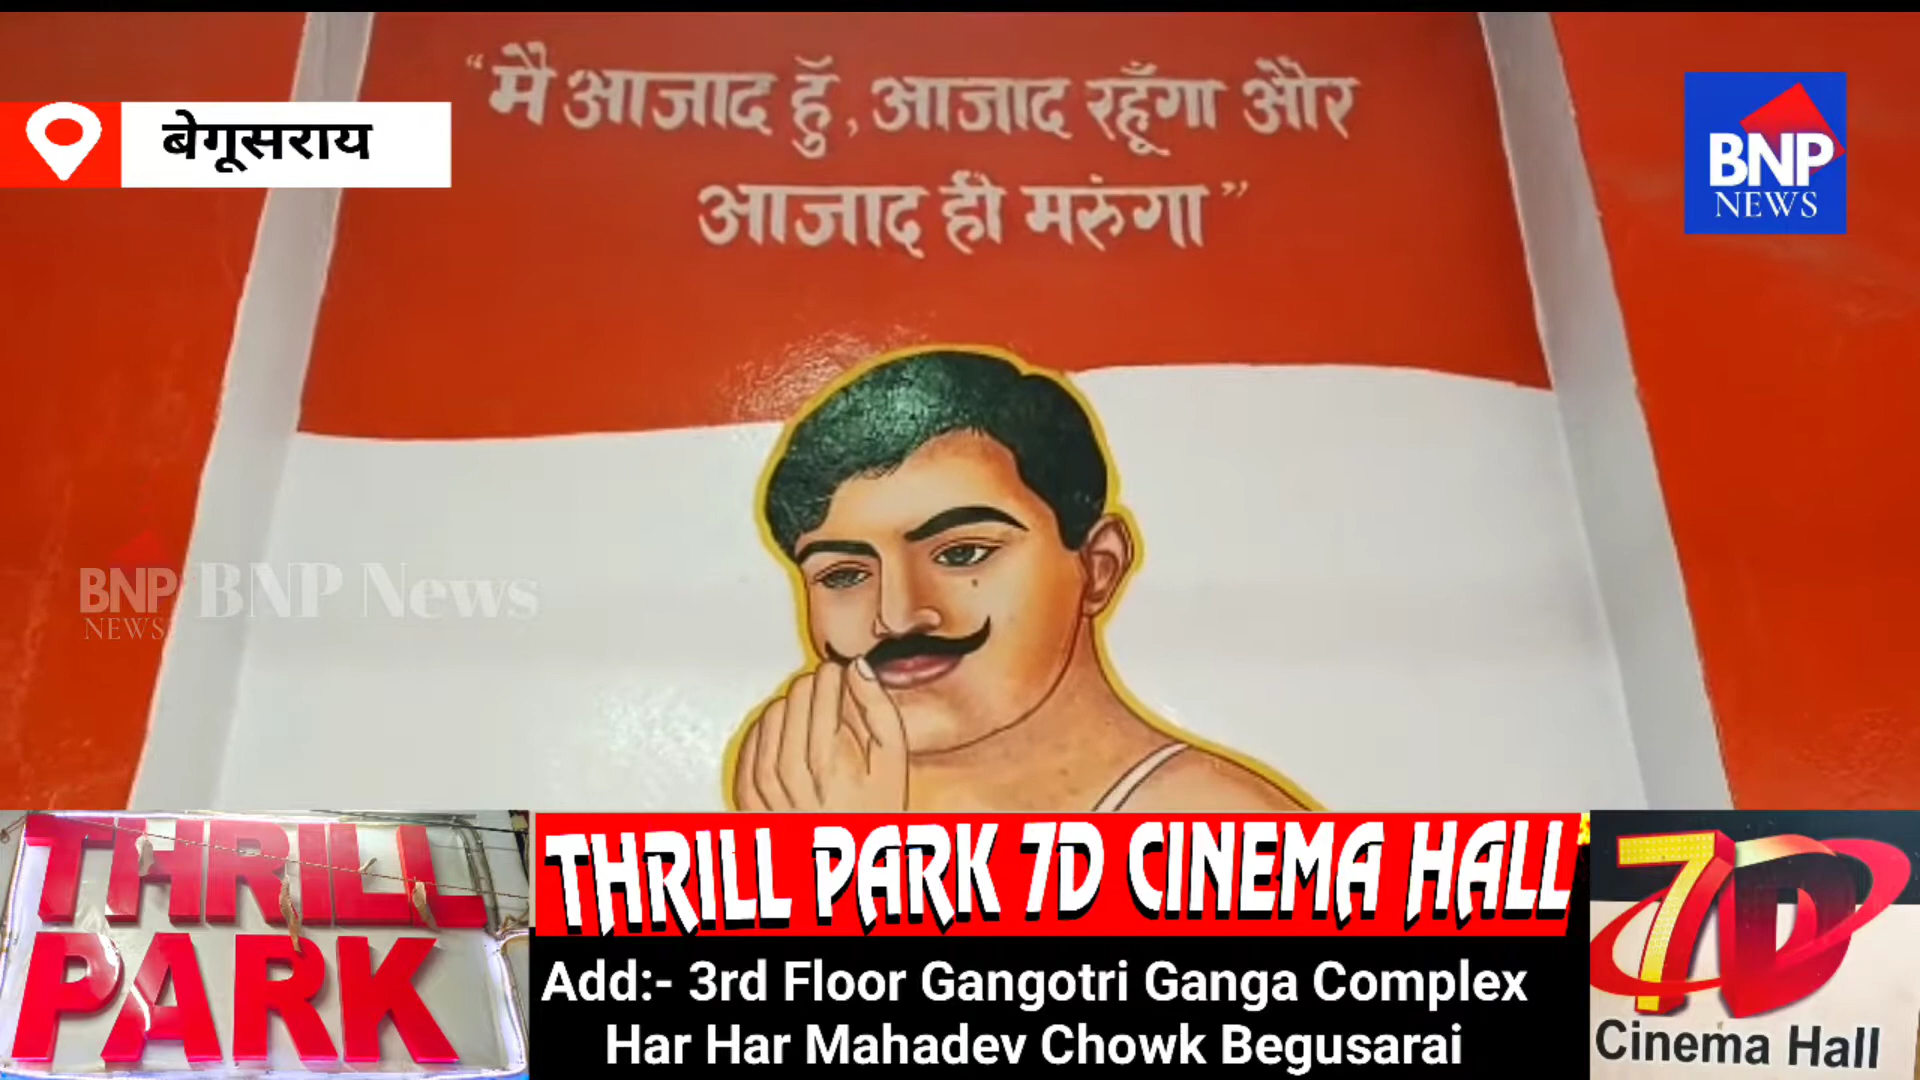 “मै आजाद हुॅ, आजाद रहूँगा और
आजाद ही मरुंगा”
बेगूसराय
BNP
NEWS
BNP
NEWS
BNP News
THRILL
PARK
THRILL PARK 7D CINEMA HALL
Add:- 3rd Floor Gangotri Ganga Complex
Har Har Mahadev Chowk Begusarai
7D
Cinema Hall